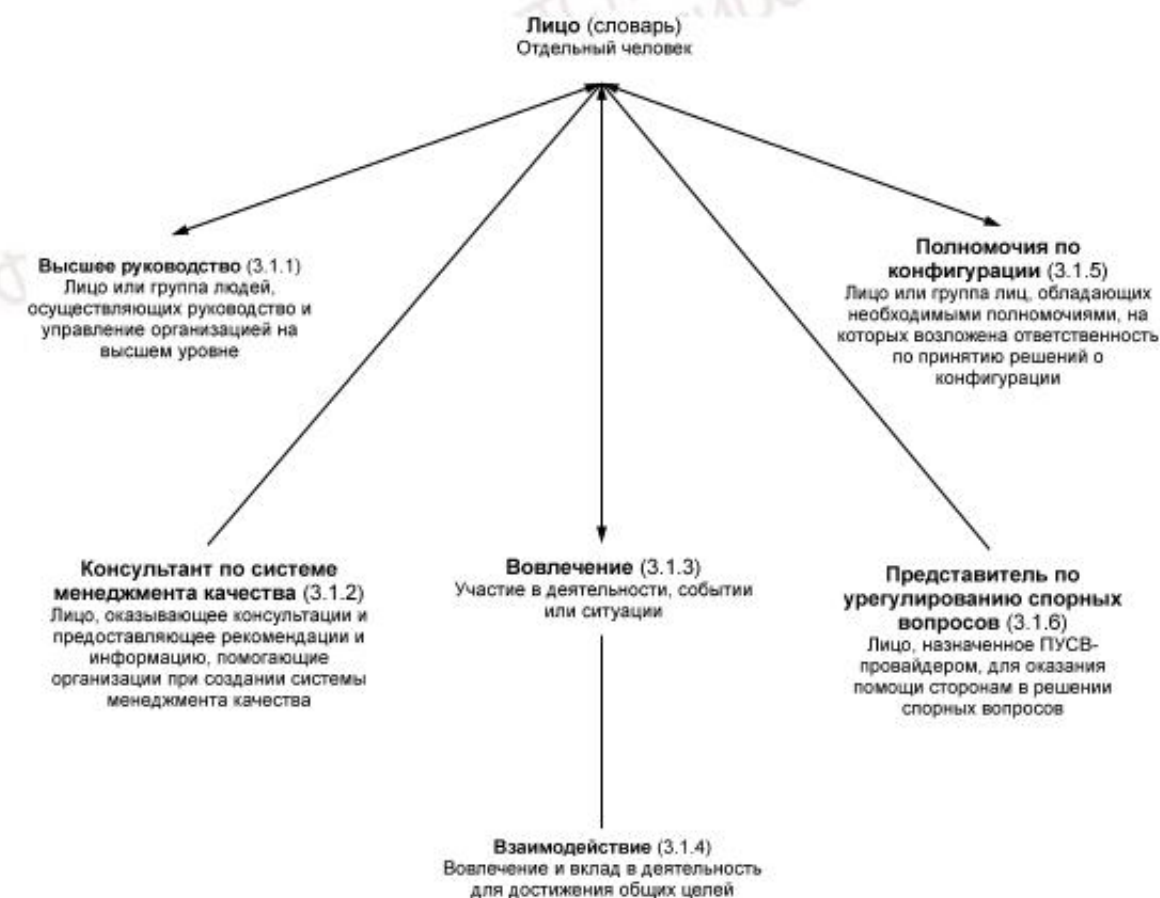 Лицо (словарь)
Отдельный человек
Высшее руководство (3.1.1)
Лицо или группа людей,
осуществляющих руководство и
управление организацией на
высшем уровне
Полномочия по
конфигурации (3.1.5)
Лицо или группа лиц, обладающих
необходимыми полномочиями, на
которых возложена ответственность
по принятию решений о
конфигурации
Консультант по системе
менеджмента качества (3.1.2)
Лицо, оказывающее консультации и
предоставляющее рекомендации и
информацию, помогающие
организации при создании системы
менеджмента качества
Вовлечение (3.1.3)
Участие в деятельности, событии
или ситуации
Представитель по
урегулированию спорных
вопросов (3.1.6)
Лицо, назначенное ПУСВ-
провайдером, для оказания
помощи сторонам в решении
спорных вопросов
Взаимодействие (3.1.4)
Вовлечение и вклад в деятельность
для достижения общих целей